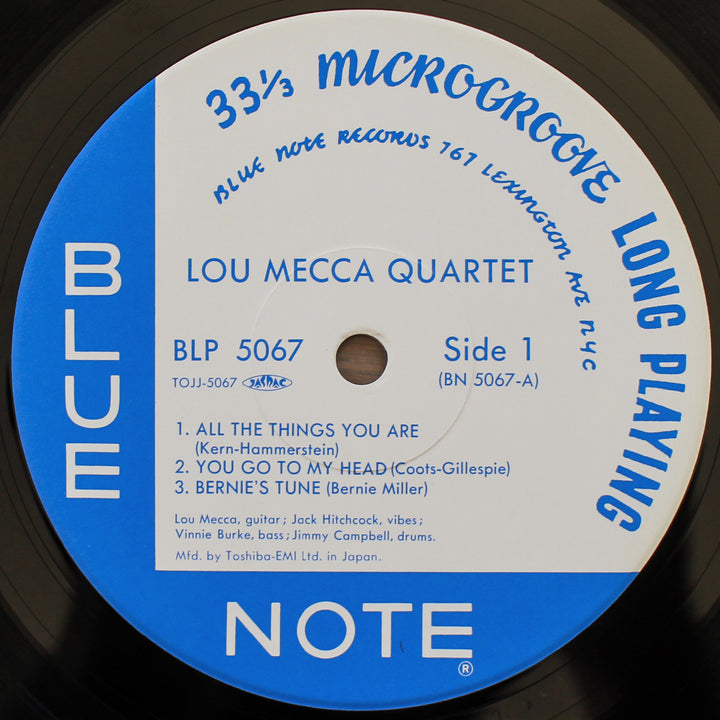 33⅓ MICROGROOVE LONG PLAYING
BLUE NOTE RECORDS 767 LEXINGTON AVE NYC
BLUE
LOU MECCA QUARTET
BLP 5067 Side 1
TOJJ-5067 JASRAC (BN 5067-A)
1. ALL THE THINGS YOU ARE
(Kern-Hammerstein)
2. YOU GO TO MY HEAD (Coots-Gillespie)
3. BERNIE'S TUNE (Bernie Miller)
Lou Mecca, guitar; Jack Hitchcock, vibes;
Vinnie Burke, bass; Jimmy Campbell, drums.
Mfd. by Toshiba-EMI Ltd. in Japan.
NOTE®